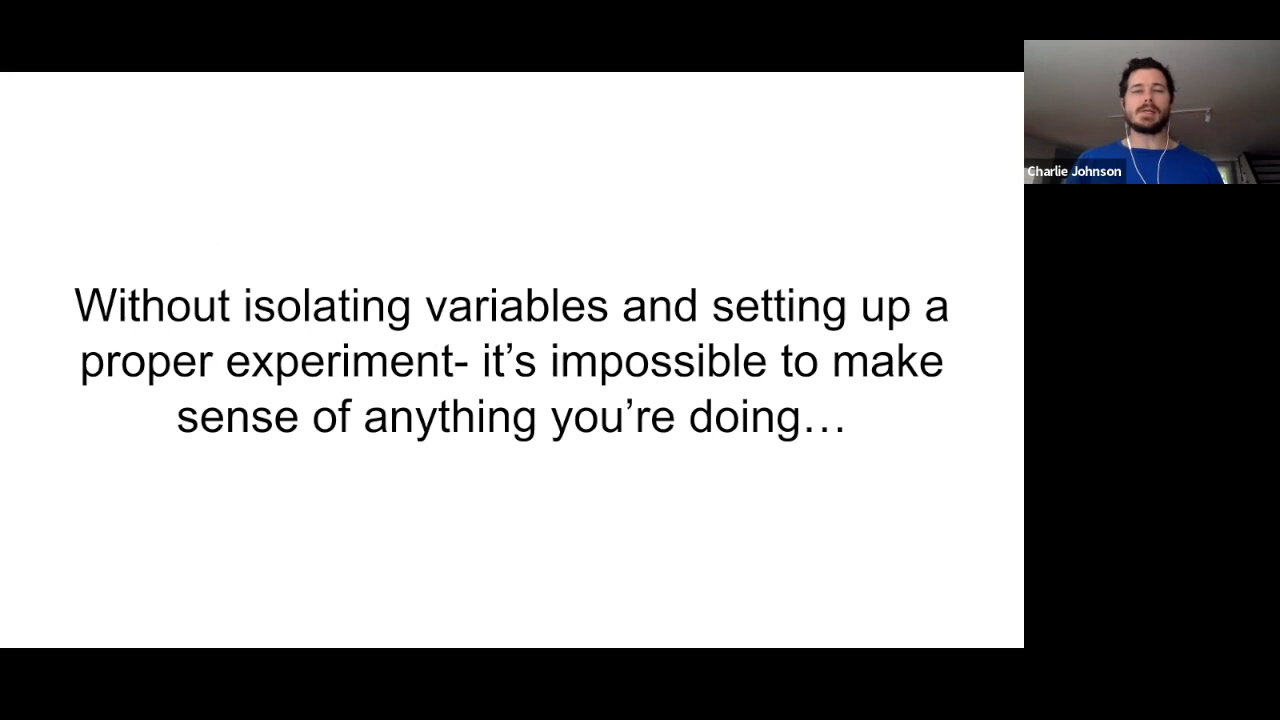 Without isolating variables and setting up a
proper experiment- it’s impossible to make
sense of anything you’re doing…
Charlie Johnson